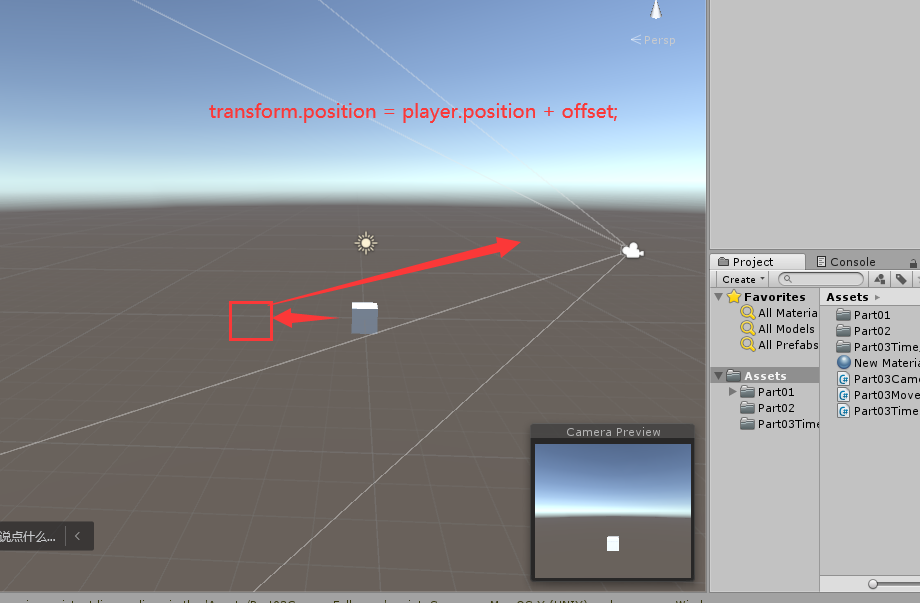 Persp
transform.position = player.position + offset;
Project
Console
Create
Favorites
Assets
All Materia
Part01
All Models
Part02
All Prefabs
Part03Time
New Materia
Assets
Part03Came
Part01
Part03Move
Part02
Part03Time
Part03Time
Camera Preview
说点什么...